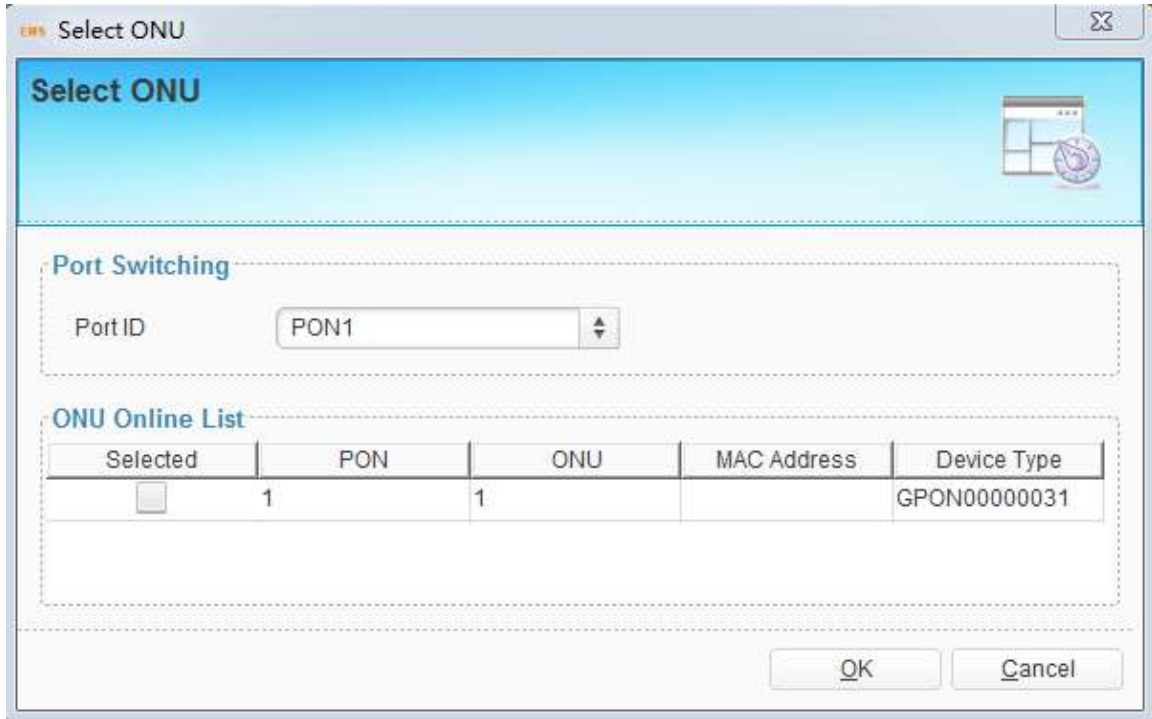 EMS Select ONU
Select ONU
Port Switching
Port ID PON1
ONU Online List
Selected PON ONU MAC Address Device Type
1 1 GPON00000031
OK Cancel